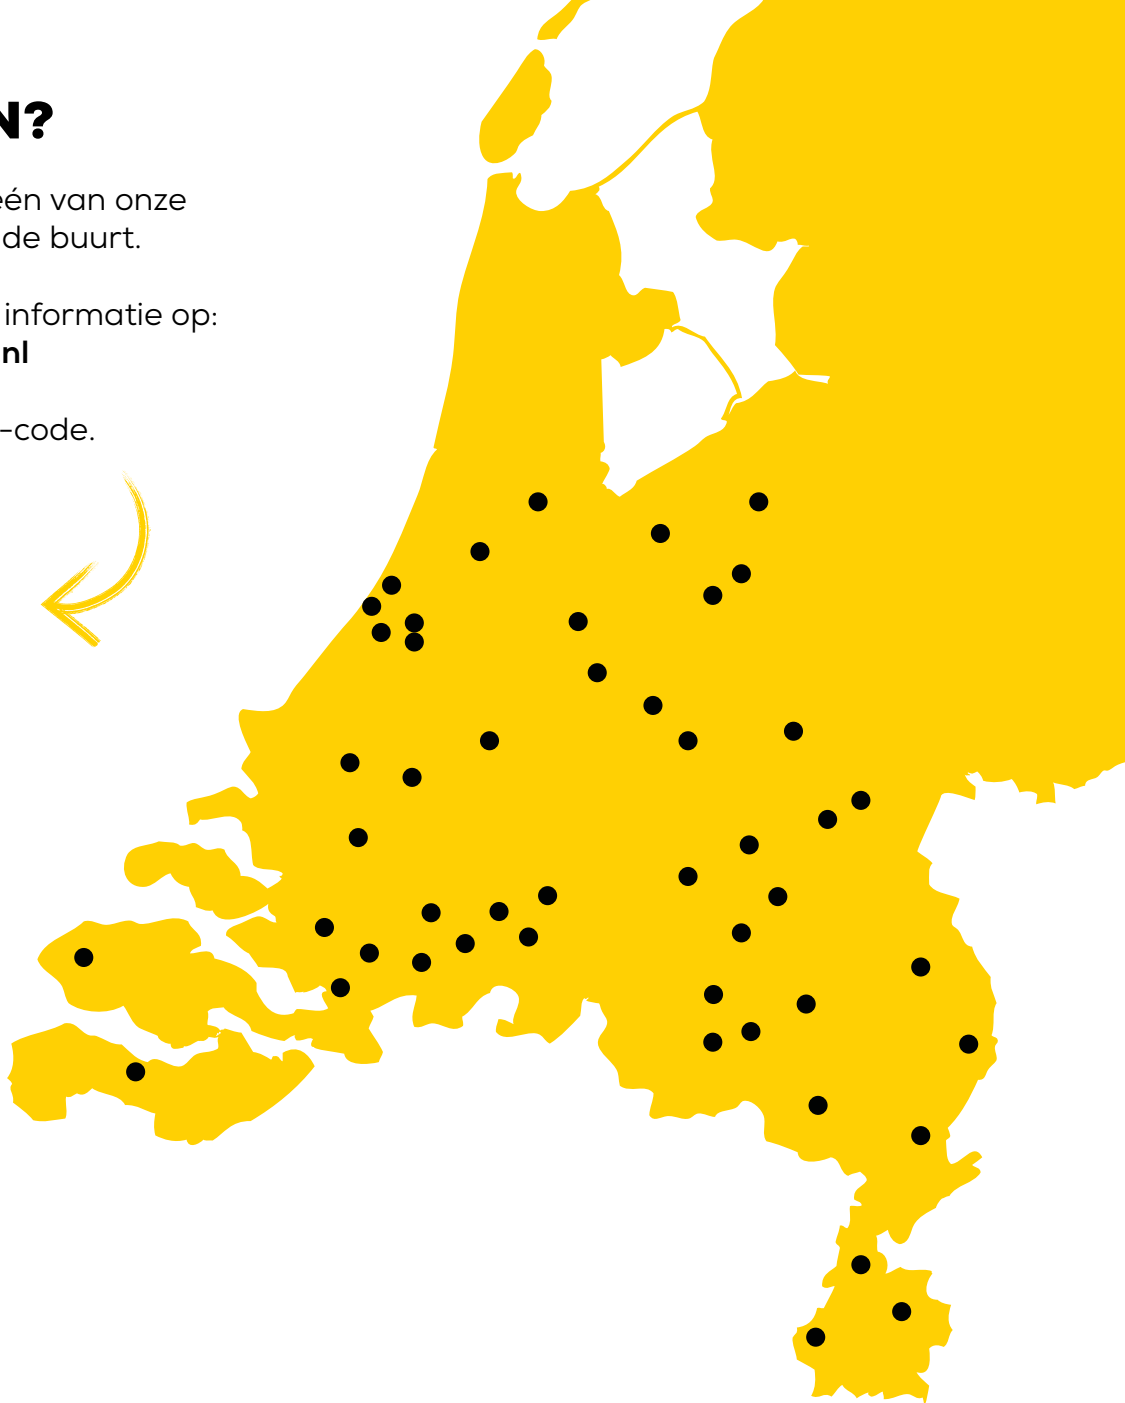 N?
één van onze
de buurt.
informatie op:
nl
-code.